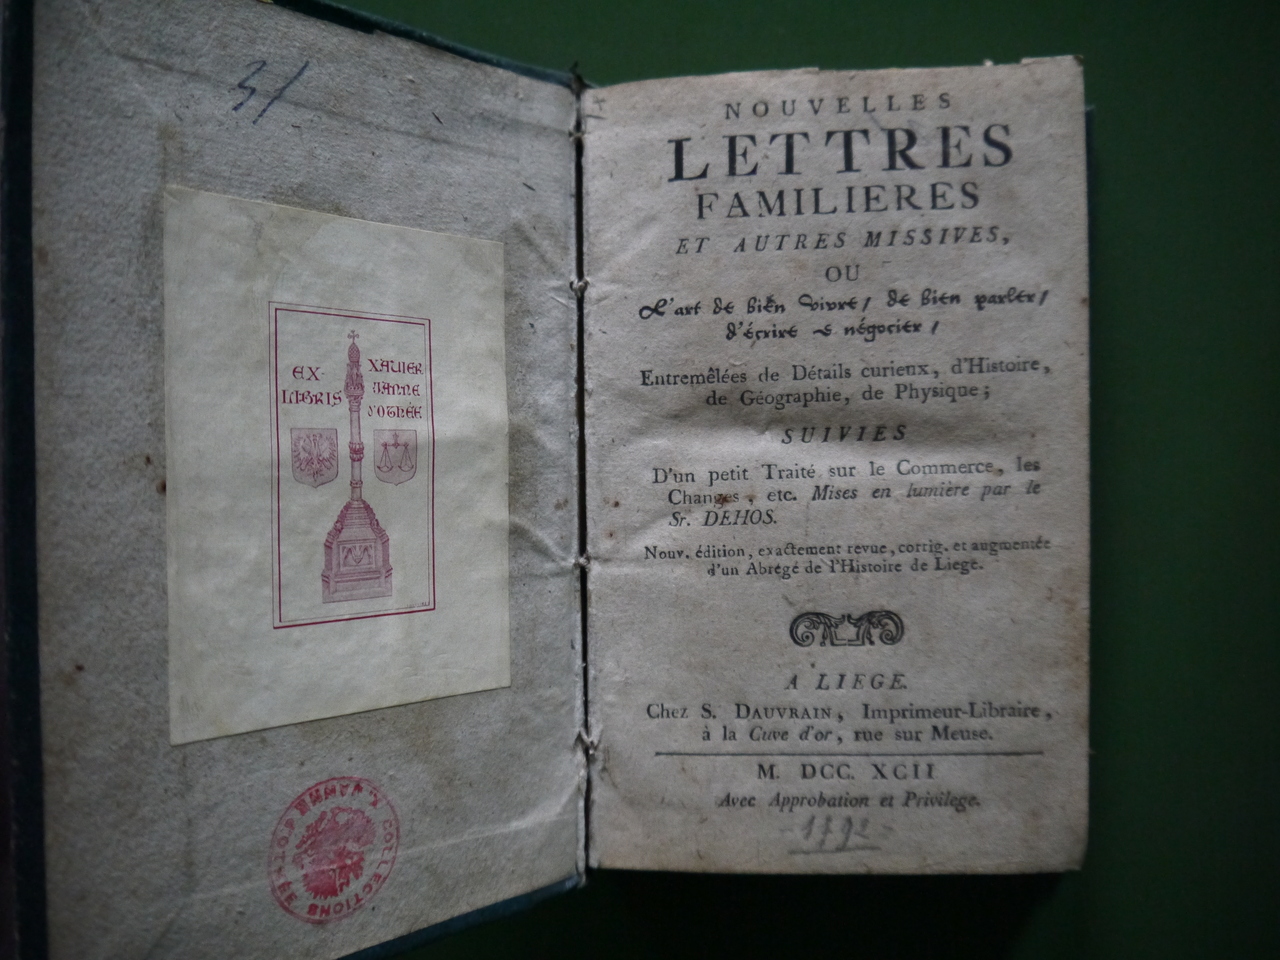 31
EX-
LIBRIS
XAVIER
JANNE
D'OTHÉE
COLLECTIONS X. JANNE D'OTHÉE
NOUVELLES
LETTRES
FAMILIERES
ET AUTRES MISSIVES,
OU
L'art de bien vivre, de bien parler,
d'écrire & négocier,
Entremêlées de Détails curieux, d'Histoire,
de Géographie, de Physique;
SUIVIES
D'un petit Traité sur le Commerce, les
Changes, etc. Mises en lumière par le
Sr. DEHOS.
Nouv. édition, exactement revue, corrig. et augmentée
d'un Abrégé de l'Histoire de Liege.
A LIEGE.
Chez S. DAUVRAIN, Imprimeur-Libraire,
à la Cuve d'or, rue sur Meuse.
M. DCC. XCII
Avec Approbation et Privilege.
-1792-